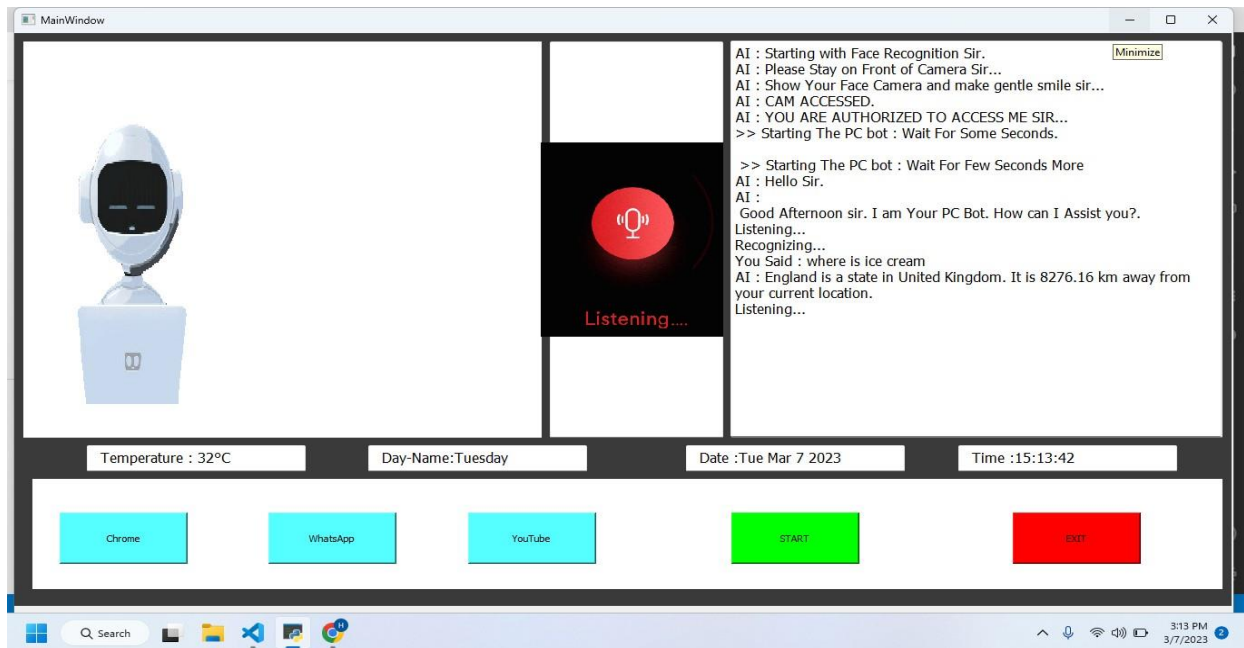 MainWindow
Minimize
AI : Starting with Face Recognition Sir.
AI : Please Stay on Front of Camera Sir...
AI : Show Your Face Camera and make gentle smile sir...
AI : CAM ACCESSED.
AI : YOU ARE AUTHORIZED TO ACCESS ME SIR...
>> Starting The PC bot : Wait For Some Seconds.
>> Starting The PC bot : Wait For Few Seconds More
AI : Hello Sir.
AI :
Good Afternoon sir. I am Your PC Bot. How can I Assist you?.
Listening...
Recognizing...
You Said : where is ice cream
AI : England is a state in United Kingdom. It is 8276.16 km away from
your current location.
Listening...
Listening....
Temperature : 32°C
Day-Name:Tuesday
Date :Tue Mar 7 2023
Time :15:13:42
Chrome
WhatsApp
YouTube
START
EXIT
Search
H
3:13 PM
3/7/2023
2